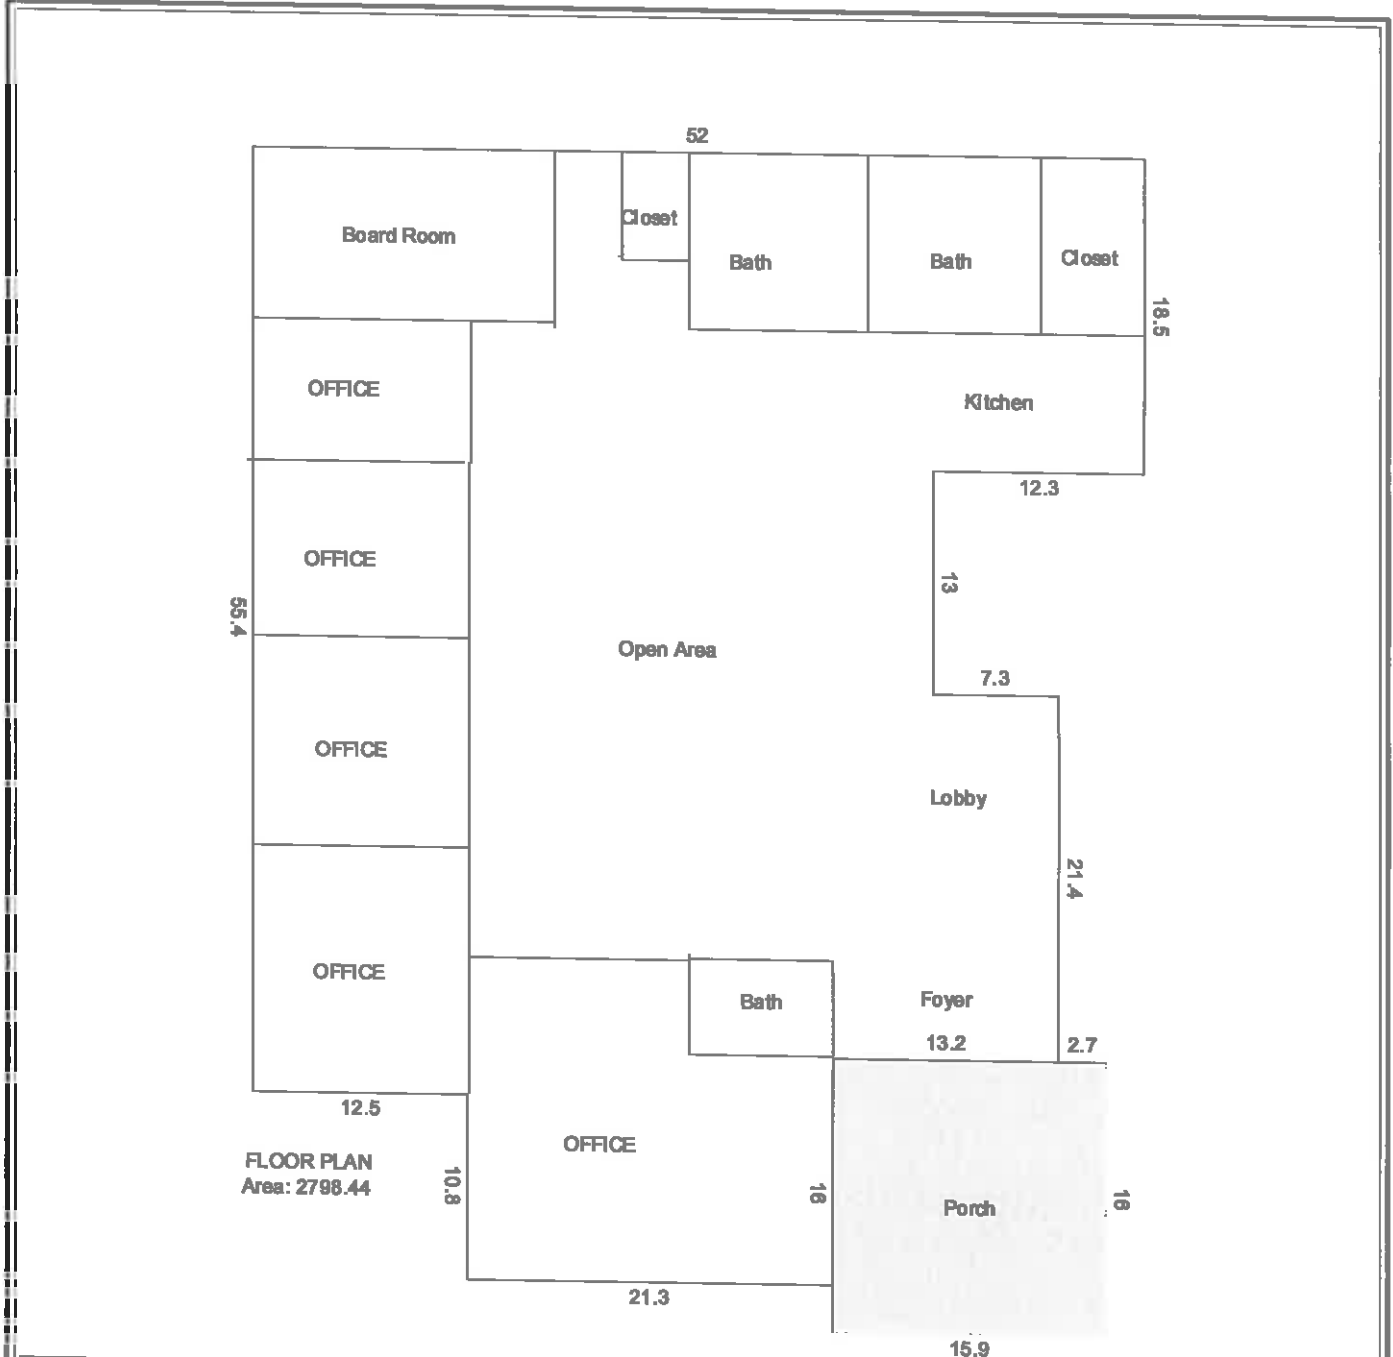 52
Board Room
Closet
Bath
Bath
Closet
18.5
OFFICE
Kitchen
12.3
OFFICE
13
55.4
Open Area
7.3
OFFICE
Lobby
21.4
OFFICE
Bath
Foyer
13.2
2.7
12.5
OFFICE
FLOOR PLAN
Area: 2798.44
10.8
16
Porch
16
21.3
15.9